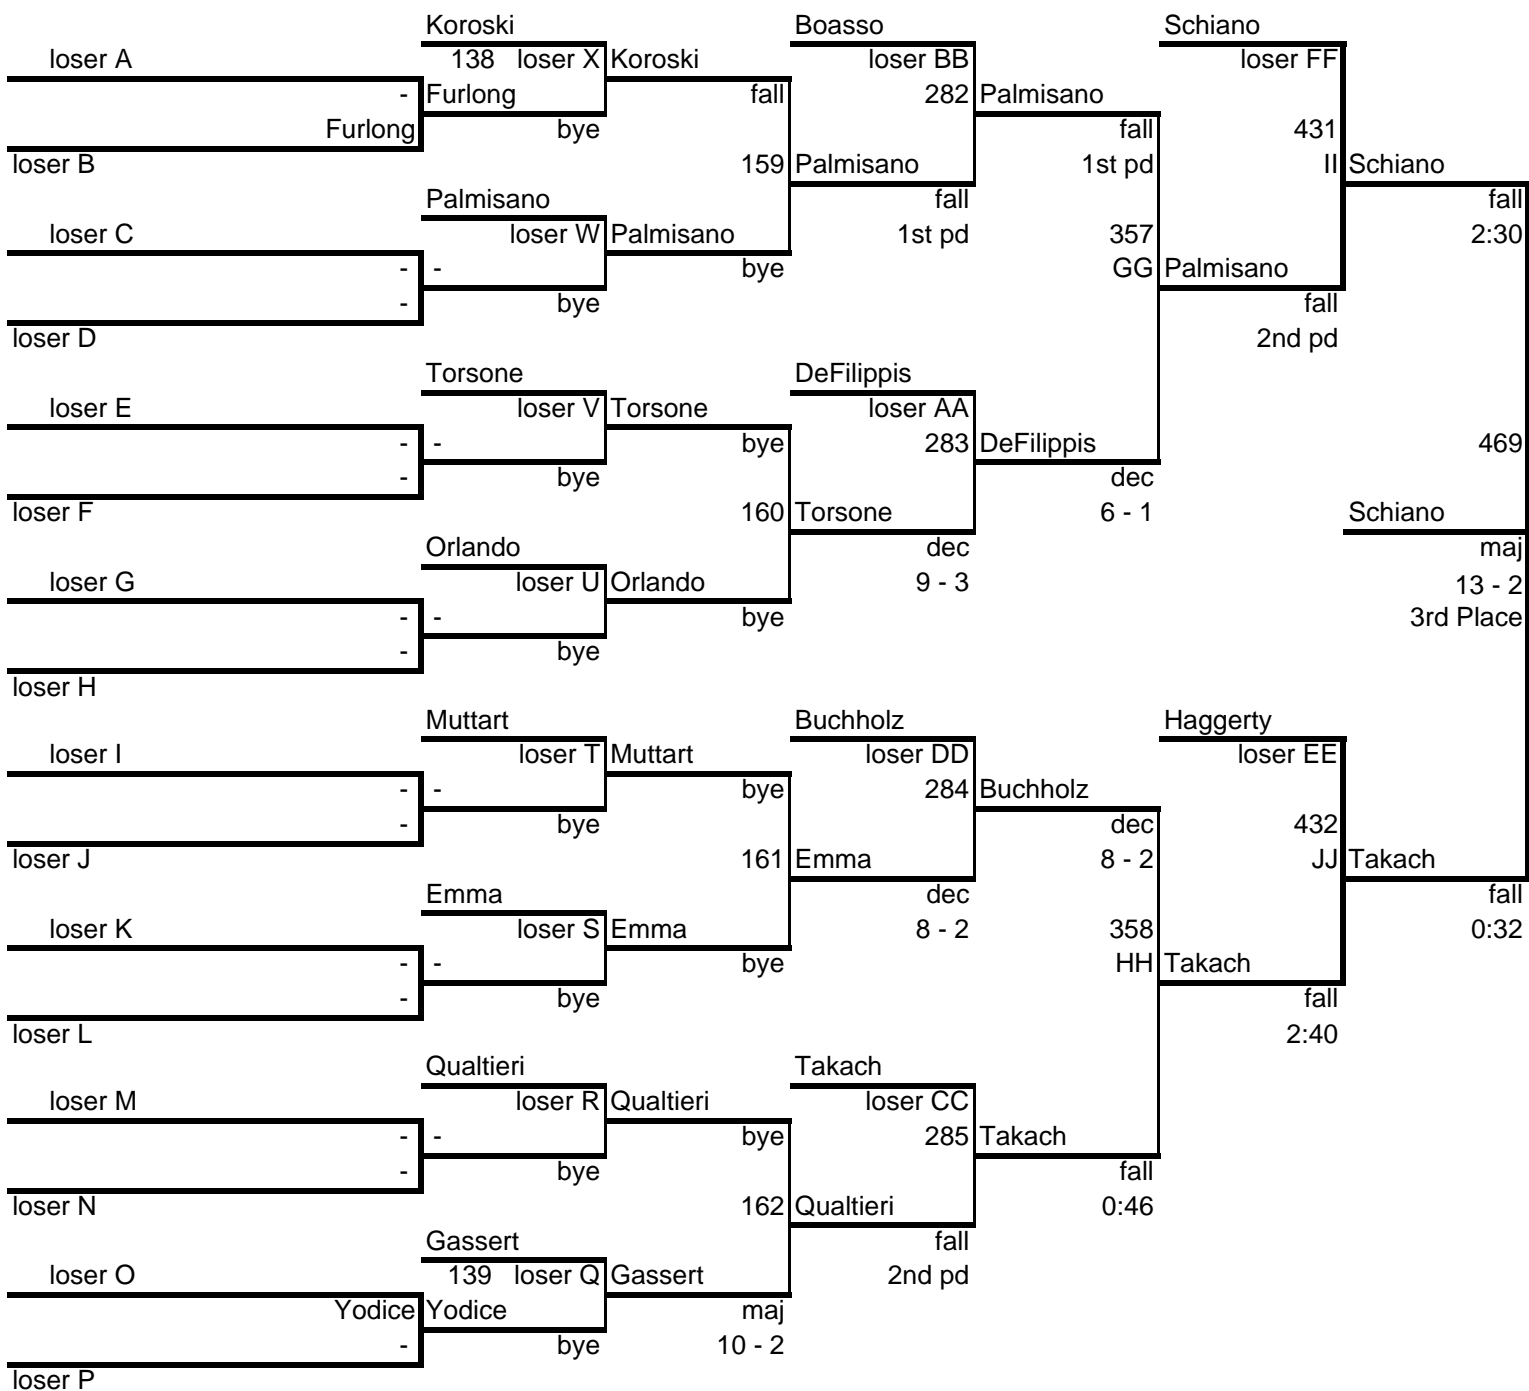 Koroski Boasso Schiano
loser A 138 loser X Koroski loser BB loser FF
- Furlong fall 282 Palmisano
Furlong bye fall 431
loser B 159 Palmisano 1st pd II Schiano
Palmisano fall fall
loser C loser W Palmisano 1st pd 357 2:30
- - bye GG Palmisano
- bye fall
loser D 2nd pd
Torsone DeFilippis
loser E loser V Torsone loser AA
- - bye 283 DeFilippis 469
- bye dec
loser F 160 Torsone 6 - 1 Schiano
Orlando dec maj
loser G loser U Orlando 9 - 3 13 - 2
- - bye 3rd Place
- bye
loser H
Muttart Buchholz Haggerty
loser I loser T Muttart loser DD loser EE
- - bye 284 Buchholz
- bye dec 432
loser J 161 Emma 8 - 2 JJ Takach
Emma dec fall
loser K loser S Emma 8 - 2 358 0:32
- - bye HH Takach
- bye fall
loser L 2:40
Qualtieri Takach
loser M loser R Qualtieri loser CC
- - bye 285 Takach
- bye fall
loser N 162 Qualtieri 0:46
Gassert fall
loser O 139 loser Q Gassert 2nd pd
Yodice Yodice maj
- bye 10 - 2
loser P